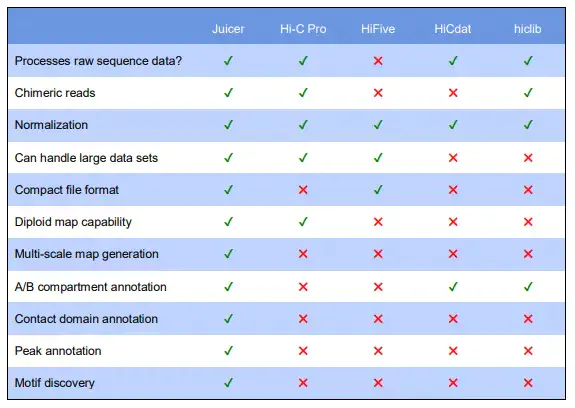 Juicer Hi-C Pro HiFive HiCdat hiclib
Processes raw sequence data? ✓ ✓ ✗ ✓ ✓
Chimeric reads ✓ ✓ ✗ ✗ ✓
Normalization ✓ ✓ ✓ ✓ ✓
Can handle large data sets ✓ ✓ ✓ ✗ ✗
Compact file format ✓ ✗ ✓ ✗ ✗
Diploid map capability ✓ ✓ ✗ ✗ ✗
Multi-scale map generation ✓ ✗ ✗ ✗ ✗
A/B compartment annotation ✓ ✗ ✗ ✓ ✓
Contact domain annotation ✓ ✗ ✗ ✗ ✗
Peak annotation ✓ ✗ ✗ ✗ ✗
Motif discovery ✓ ✗ ✗ ✗ ✗